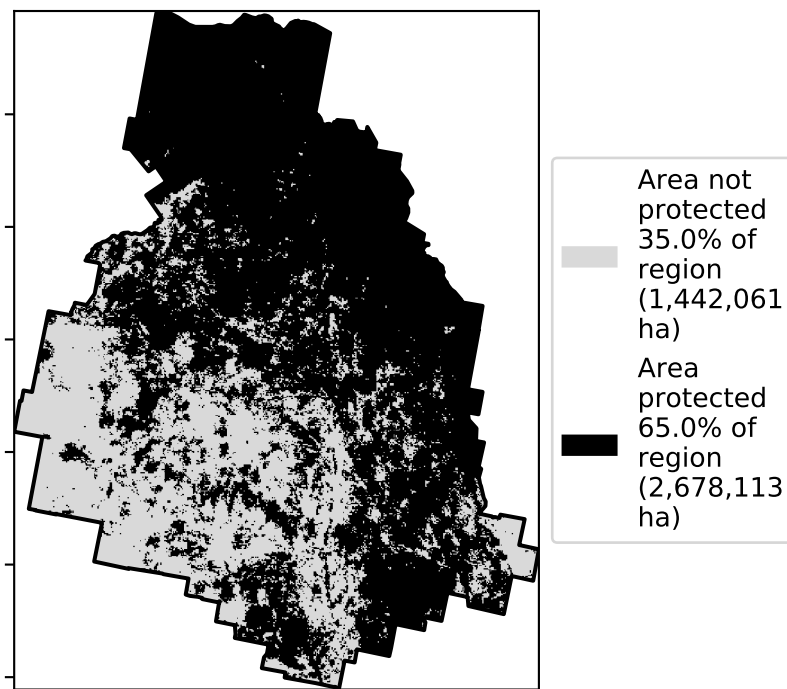 Area not
protected
35.0% of
region
(1,442,061
ha)
Area
protected
65.0% of
region
(2,678,113
ha)